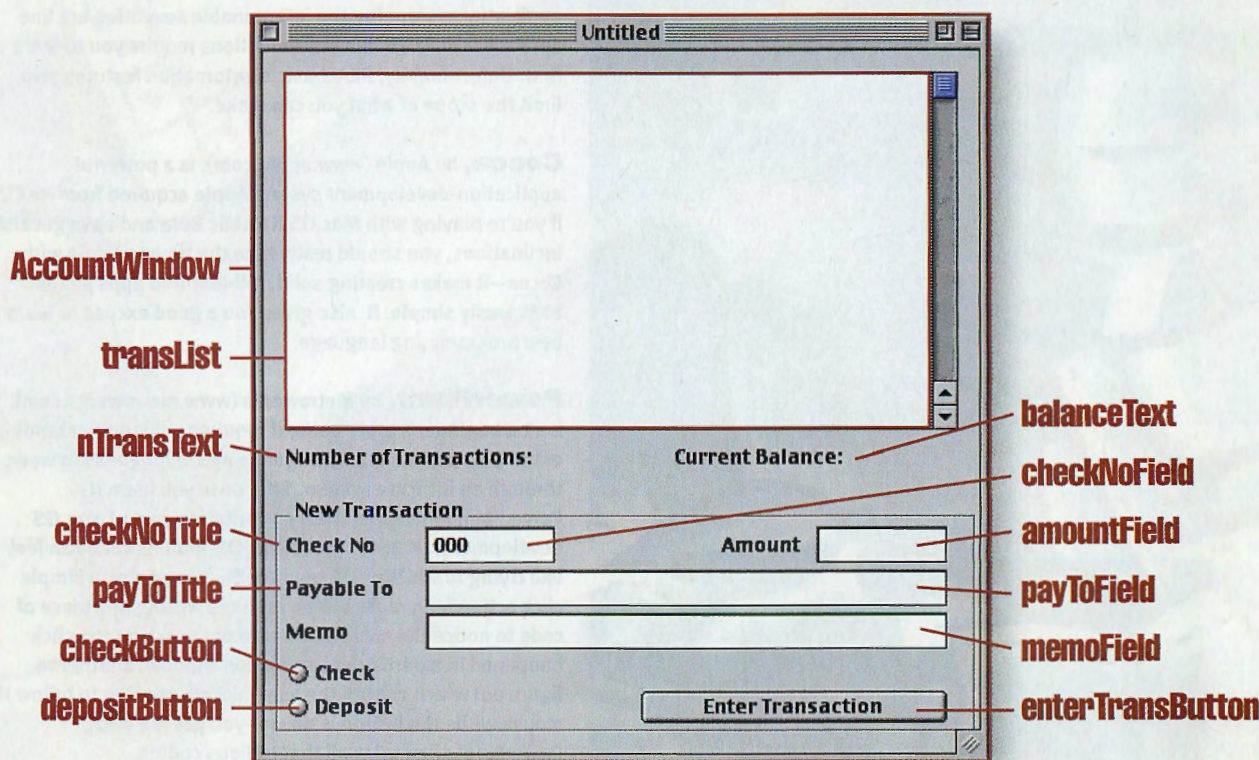 Untitled
AccountWindow
transList
nTransText
Number of Transactions:
Current Balance:
balanceText
New Transaction
checkNoField
checkNoTitle
Check No
000
Amount
amountField
payToTitle
Payable To
payToField
Memo
memoField
checkButton
Check
depositButton
Deposit
Enter Transaction
enterTransButton